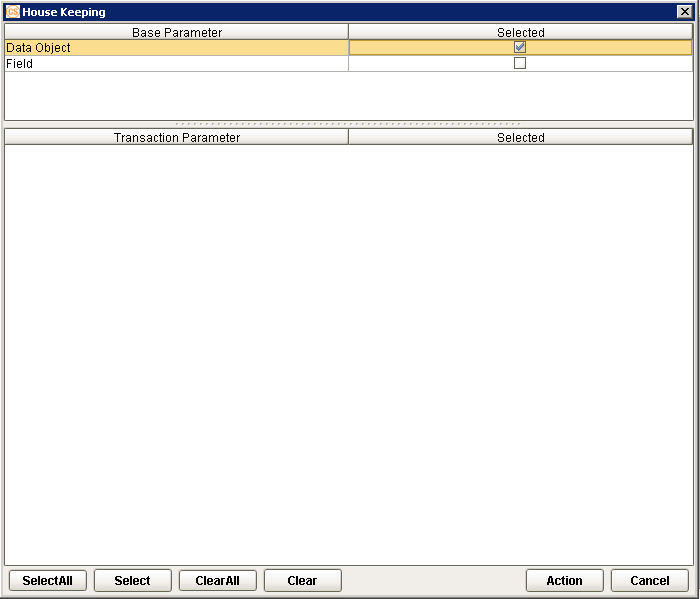 House Keeping
Base Parameter Selected
Data Object
Field
Transaction Parameter Selected
SelectAll Select ClearAll Clear Action Cancel